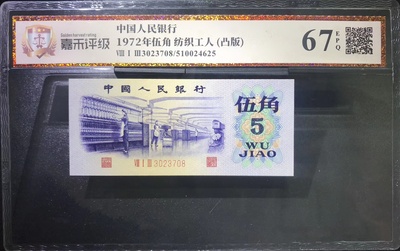 嘉禾评级
中国人民银行
1972年伍角 纺织工人(凸版)
VIII I III3023708/510024625
67 EPQ
中国人民银行
伍角
5
WU
JIAO
VIII I III 3023708